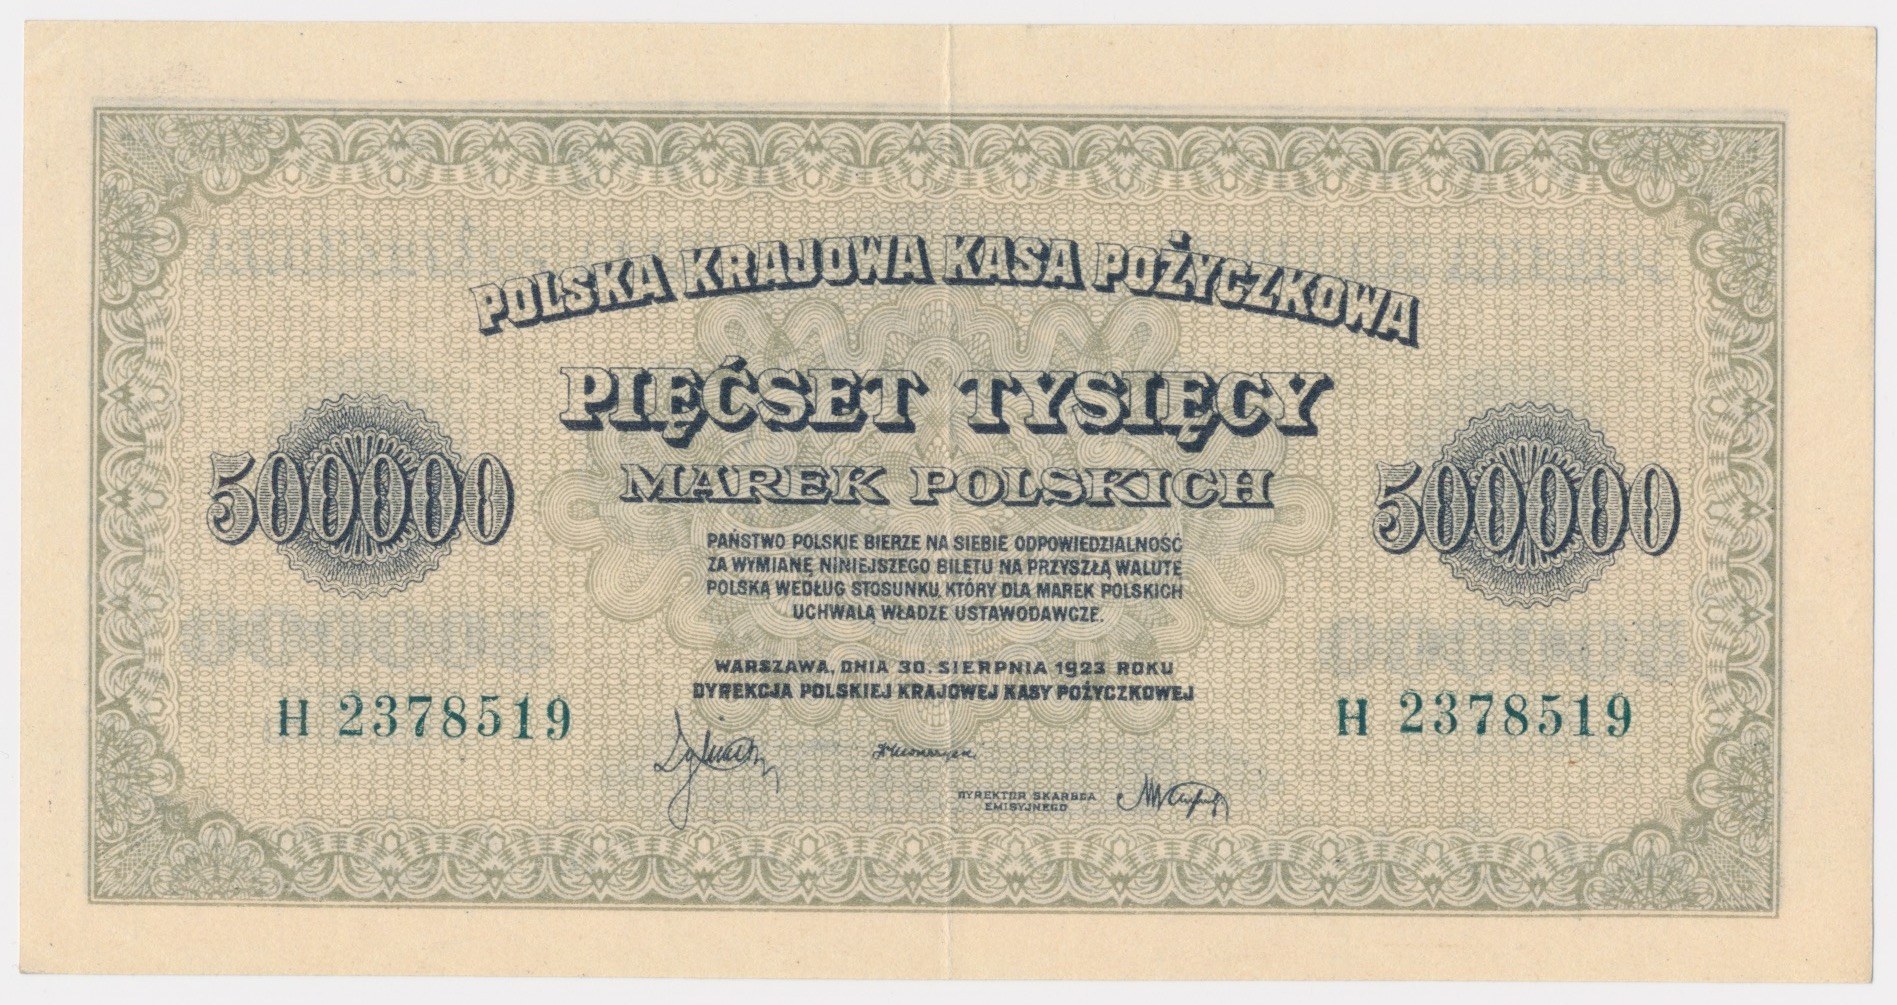 POLSKA KRAJOWA KASA POŻYCZKOWA
PIĘĆSET TYSIĘCY
MAREK POLSKICH
500000
500000
PAŃSTWO POLSKIE BIERZE NA SIEBIE ODPOWIEDZIALNOŚĆ
ZA WYMIANĘ NINIEJSZEGO BILETU NA PRZYSZŁĄ WALUTĘ
POLSKĄ WEDŁUG STOSUNKU, KTÓRY DLA MAREK POLSKICH
UCHWALĄ WŁADZE USTAWODAWCZE.
WARSZAWA, DNIA 30. SIERPNIA 1923 ROKU
DYREKCJA POLSKIEJ KRAJOWEJ KASY POŻYCZKOWEJ
H 2378519
H 2378519
DYREKTOR SKARBCA
EMISYJNEGO